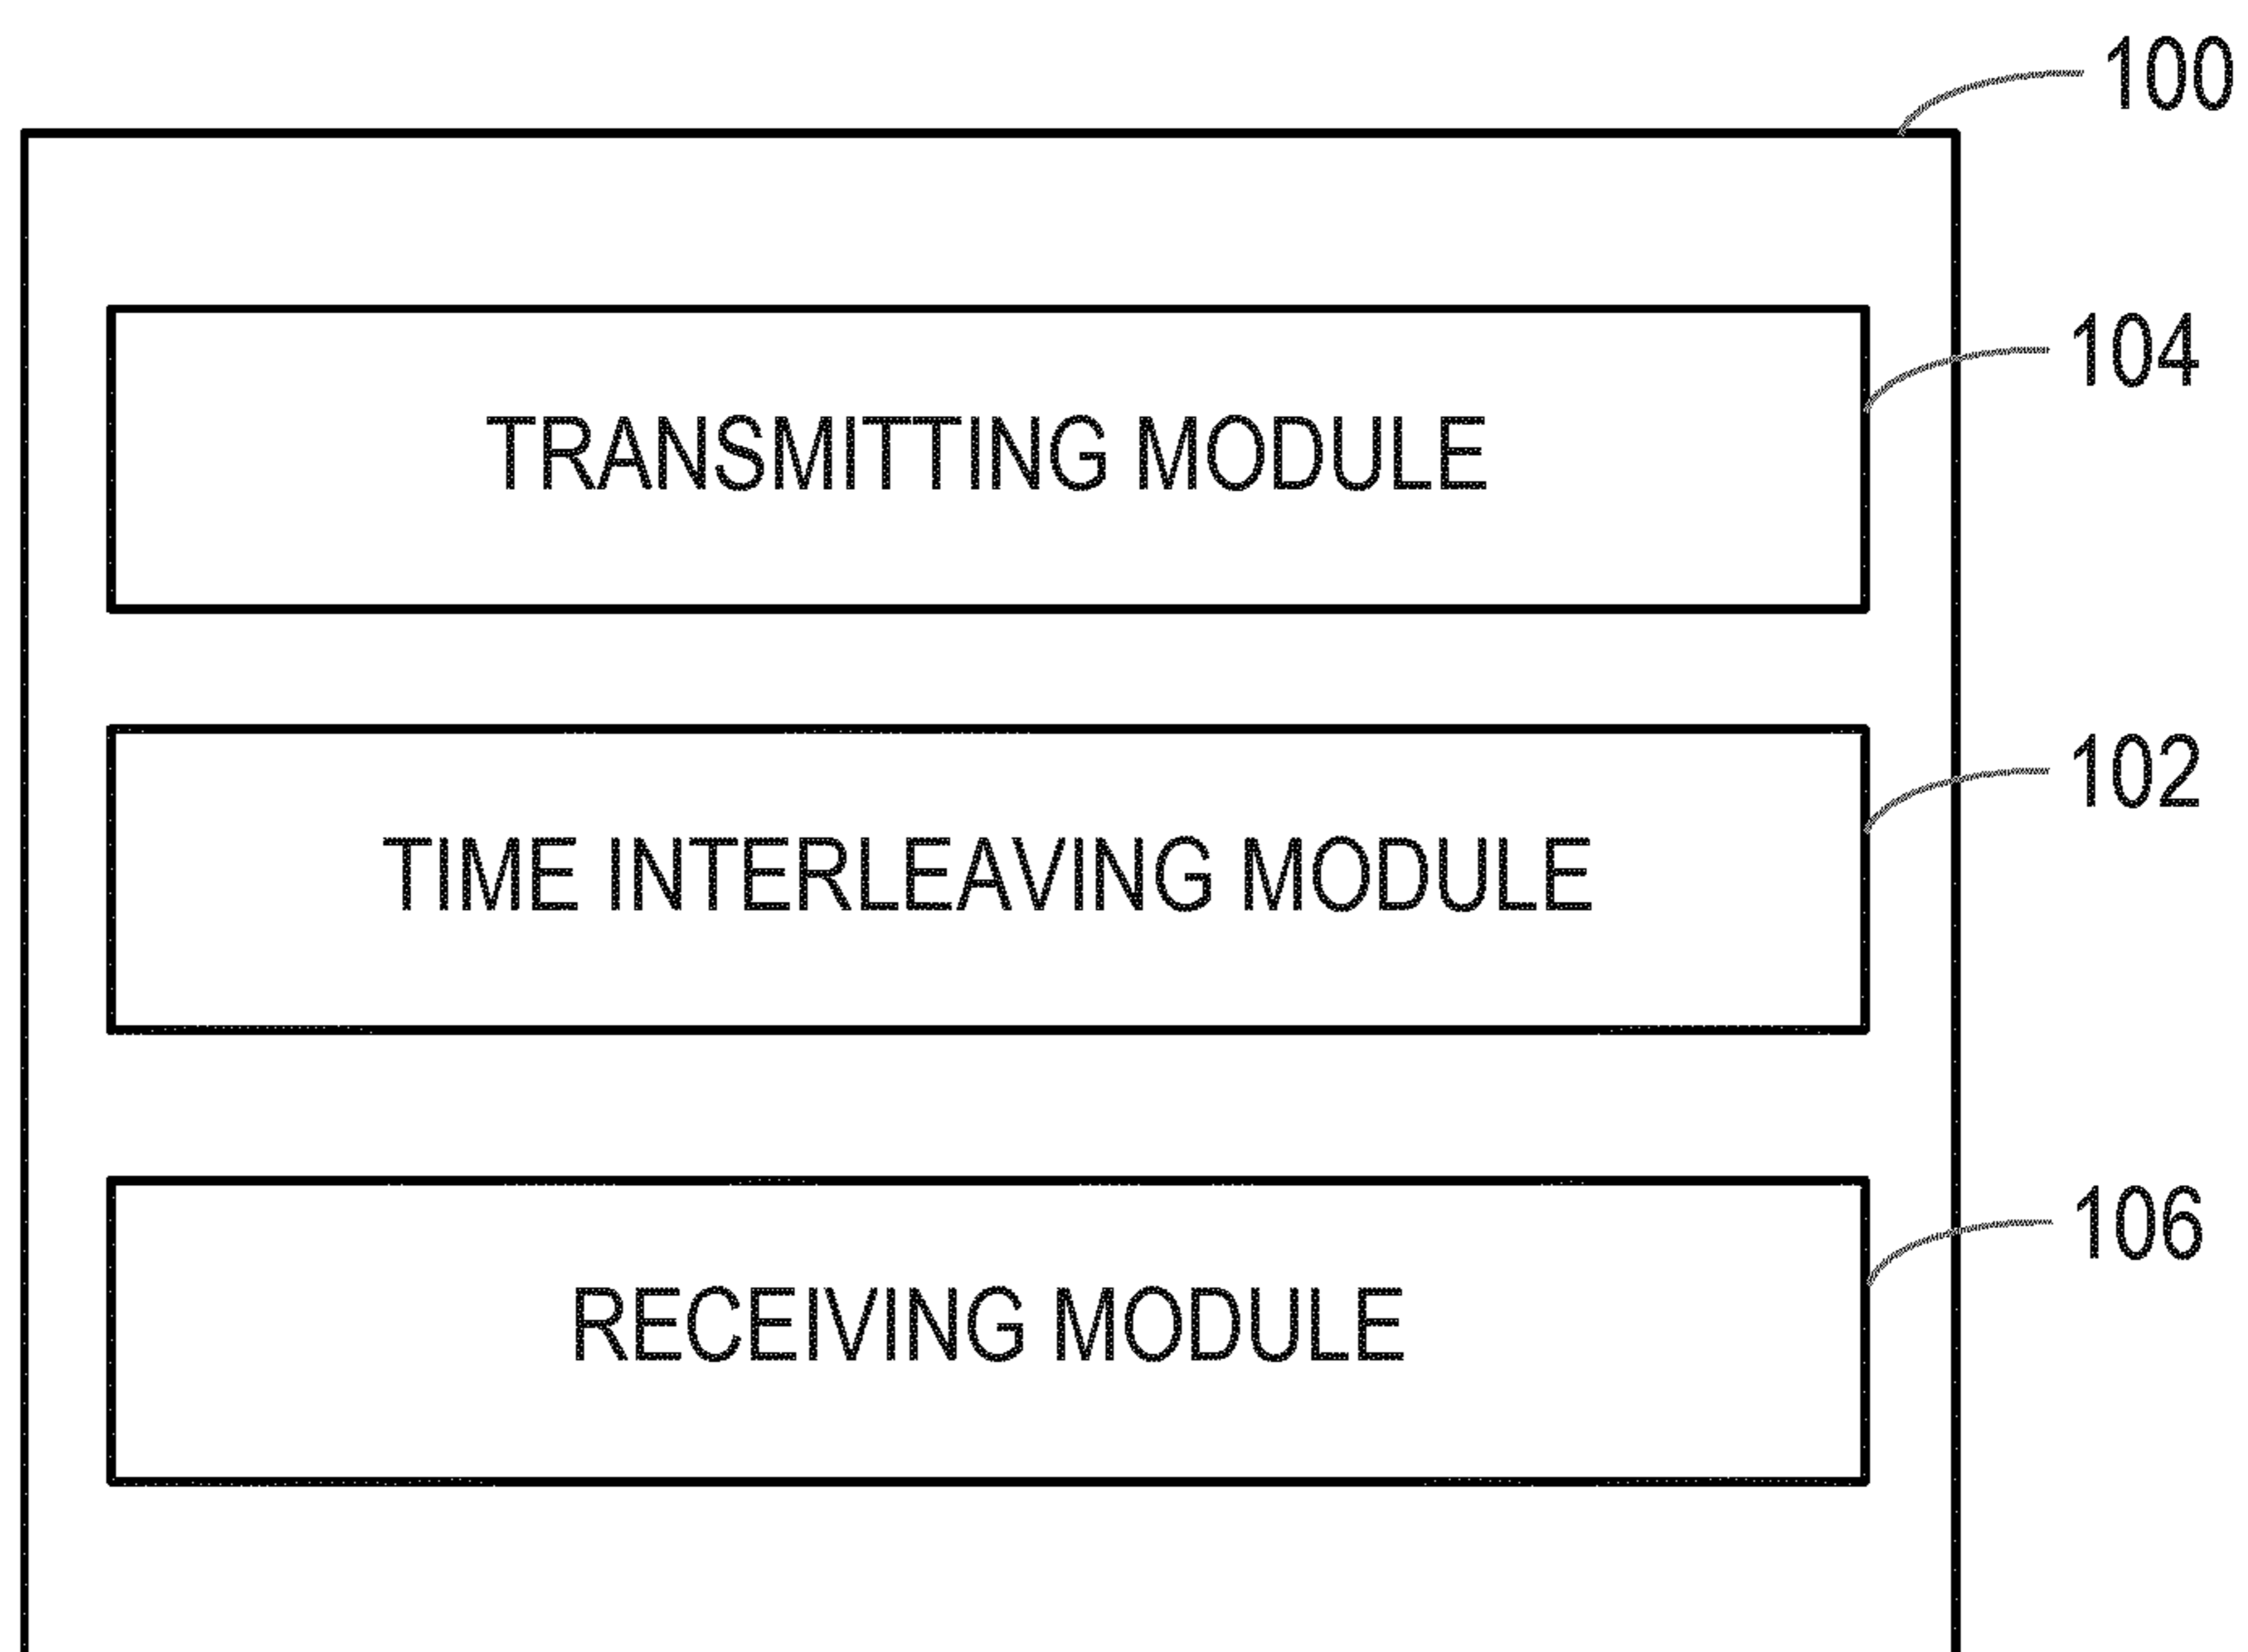 100
104
TRANSMITTING MODULE
102
TIME INTERLEAVING MODULE
106
RECEIVING MODULE